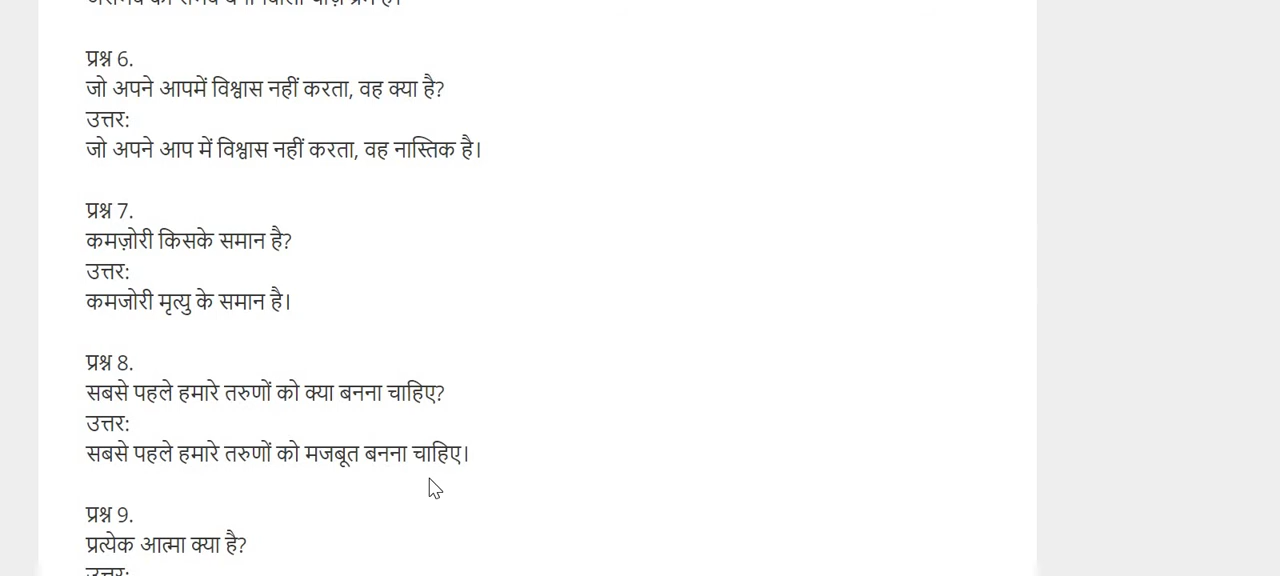 प्रश्न 6.
जो अपने आपमें विश्वास नहीं करता, वह क्या है?
उत्तर:
जो अपने आप में विश्वास नहीं करता, वह नास्तिक है।
प्रश्न 7.
कमज़ोरी किसके समान है?
उत्तर:
कमजोरी मृत्यु के समान है।
प्रश्न 8.
सबसे पहले हमारे तरुणों को क्या बनना चाहिए?
उत्तर:
सबसे पहले हमारे तरुणों को मजबूत बनना चाहिए।
प्रश्न 9.
प्रत्येक आत्मा क्या है?
उत्तर: